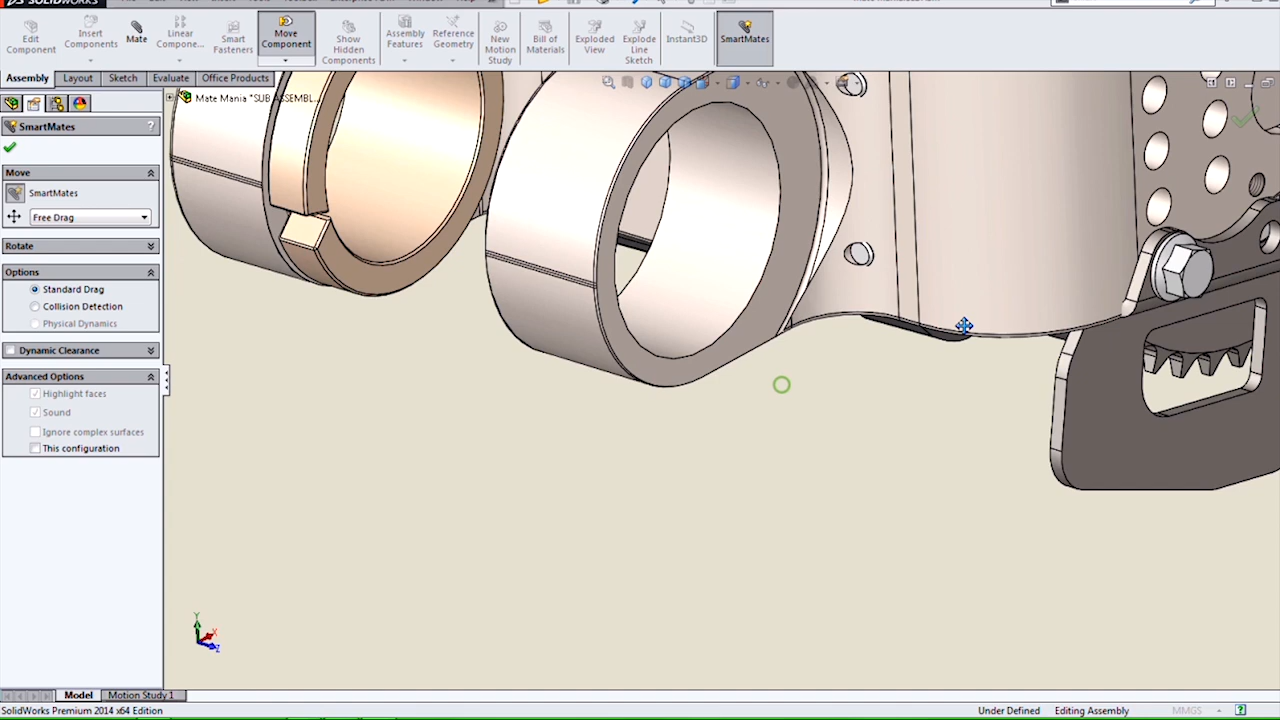 SOLIDWORKS
Edit Component
Insert Components
Mate
Linear Compone...
Smart Fasteners
Move Component
Show Hidden Components
Assembly Features
Reference Geometry
New Motion Study
Bill of Materials
Exploded View
Explode Line Sketch
Instant3D
SmartMates
Assembly
Layout
Sketch
Evaluate
Office Products
Mate Mania "SUB ASSEMBL...
SmartMates
?
Move
SmartMates
Free Drag
Rotate
Options
Standard Drag
Collision Detection
Physical Dynamics
Dynamic Clearance
Advanced Options
Highlight faces
Sound
Ignore complex surfaces
This configuration
Y
X
Z
Model
Motion Study 1
SolidWorks Premium 2014 x64 Edition
Under Defined
Editing Assembly
MMGS
?